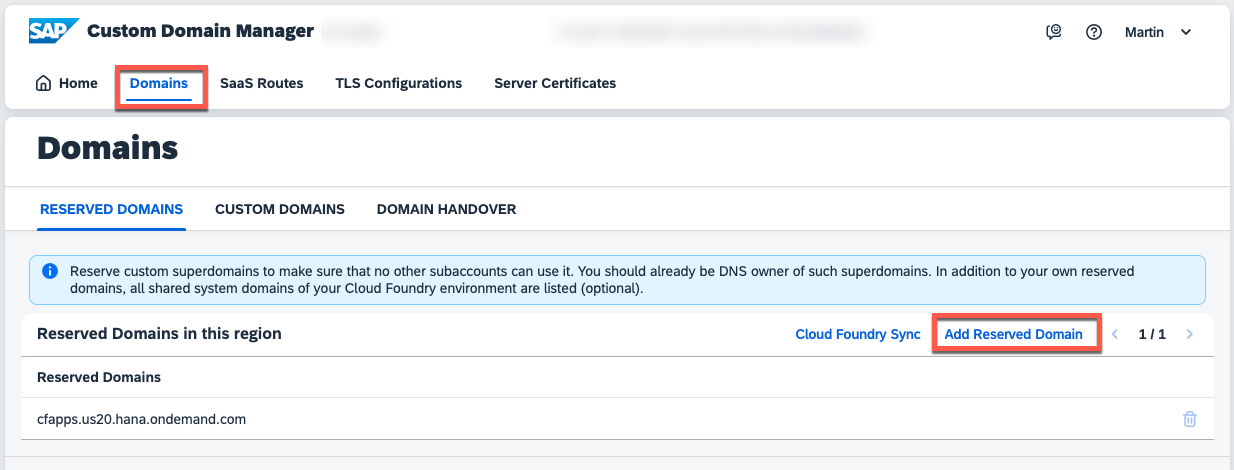 SAP Custom Domain Manager
Martin
Home Domains SaaS Routes TLS Configurations Server Certificates
Domains
RESERVED DOMAINS CUSTOM DOMAINS DOMAIN HANDOVER
Reserve custom superdomains to make sure that no other subaccounts can use it. You should already be DNS owner of such superdomains. In addition to your own reserved
domains, all shared system domains of your Cloud Foundry environment are listed (optional).
Reserved Domains in this region Cloud Foundry Sync Add Reserved Domain 1 / 1
Reserved Domains
cfapps.us20.hana.ondemand.com